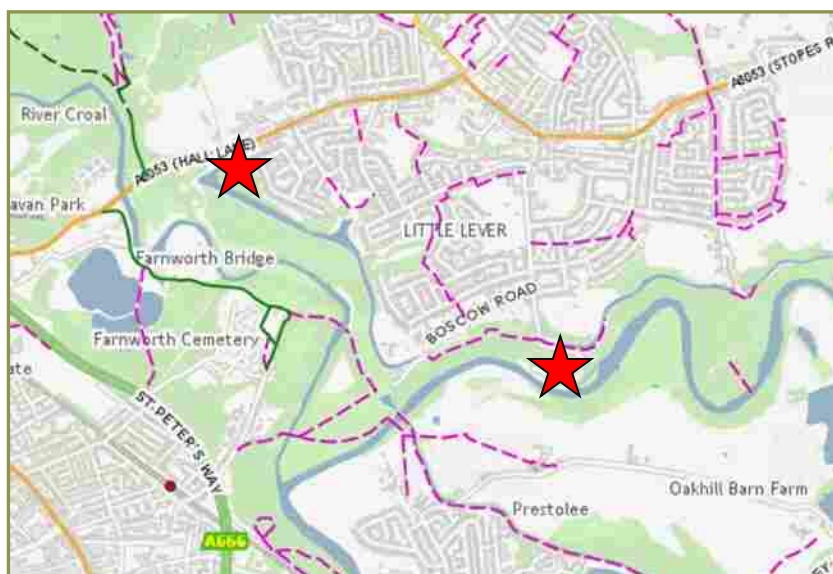 A6053 (STOPES R
River Croal
A6053 (HALL LANE)
avan Park
LITTLE LEVER
Farnworth Bridge
BOSCOW ROAD
Farnworth Cemetery
ate
ST-PETER'S WAY
Oakhill Barn Farm
Prestolee
A666